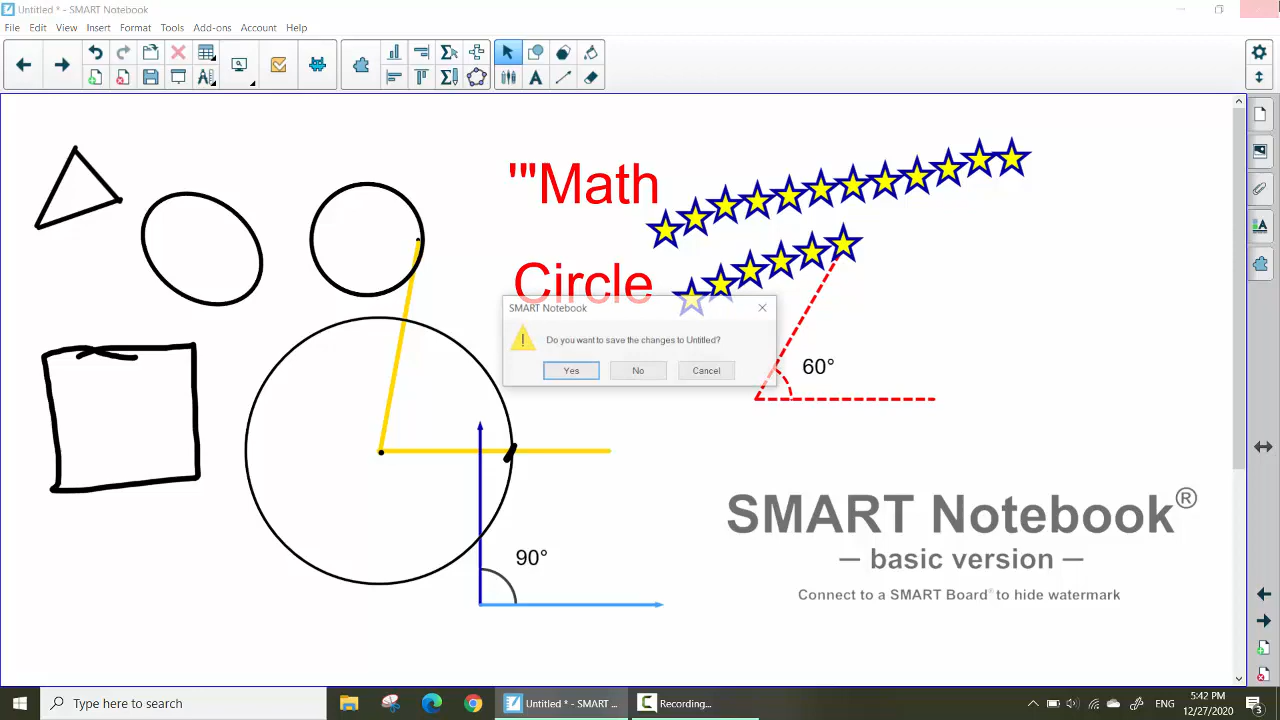 Untitled * - SMART Notebook
File Edit View Insert Format Tools Add-ons Account Help
'''Math
Circle
SMART Notebook
Do you want to save the changes to Untitled?
Yes No Cancel
60°
90°
SMART Notebook®
— basic version —
Connect to a SMART Board® to hide watermark
Type here to search
Untitled * - SMART ...
Recording...
ENG
5:42 PM
12/27/2020
3